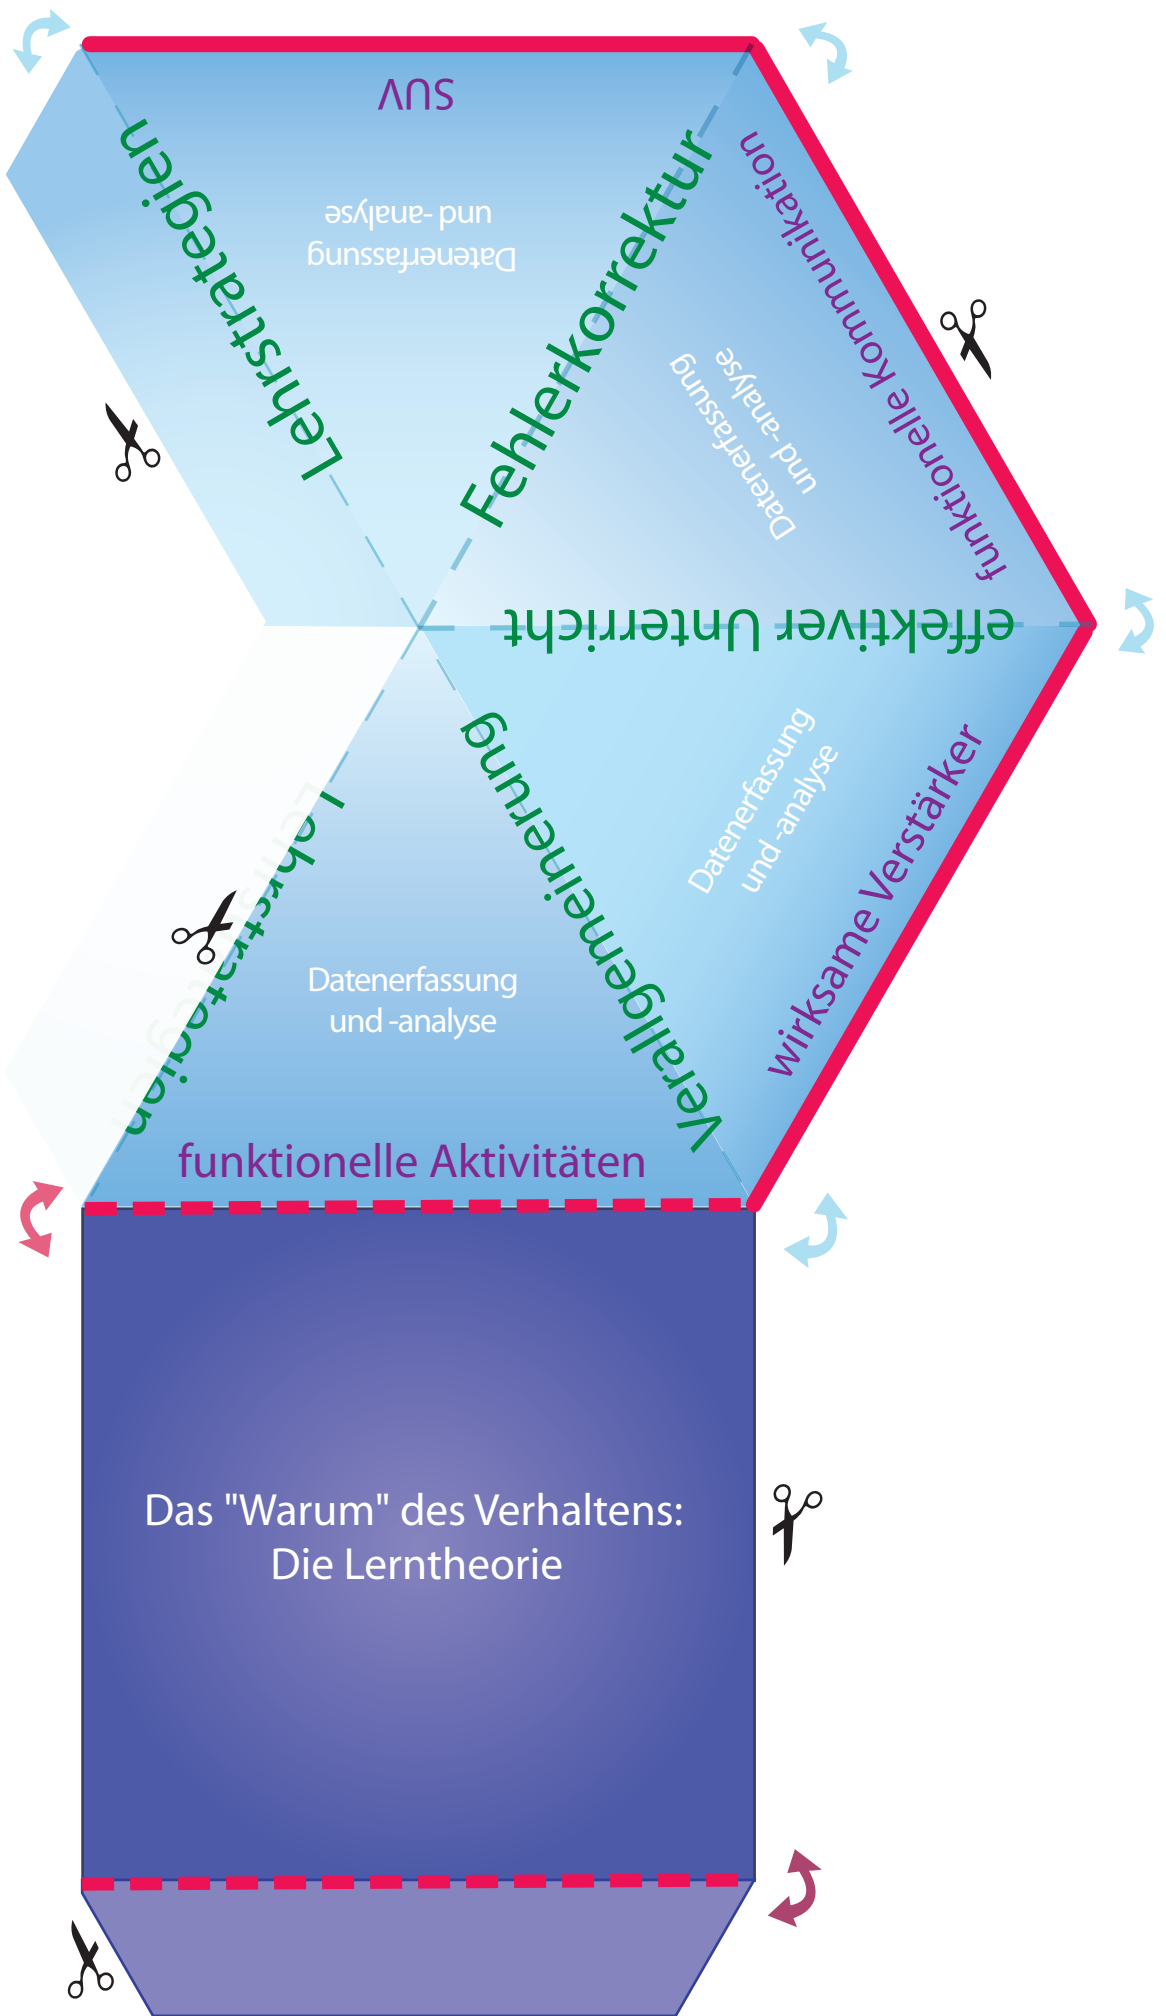 SUV
Datenerfassung
und -analyse
Lehrstrategien
Fehlerkorrektur
funktionelle Kommunikation
Datenerfassung
und -analyse
effektiver Unterricht
Datenerfassung
und -analyse
wirksame Verstärker
Verallgemeinerung
Lehrstrategien
Datenerfassung
und -analyse
funktionelle Aktivitäten
Das "Warum" des Verhaltens:
Die Lerntheorie